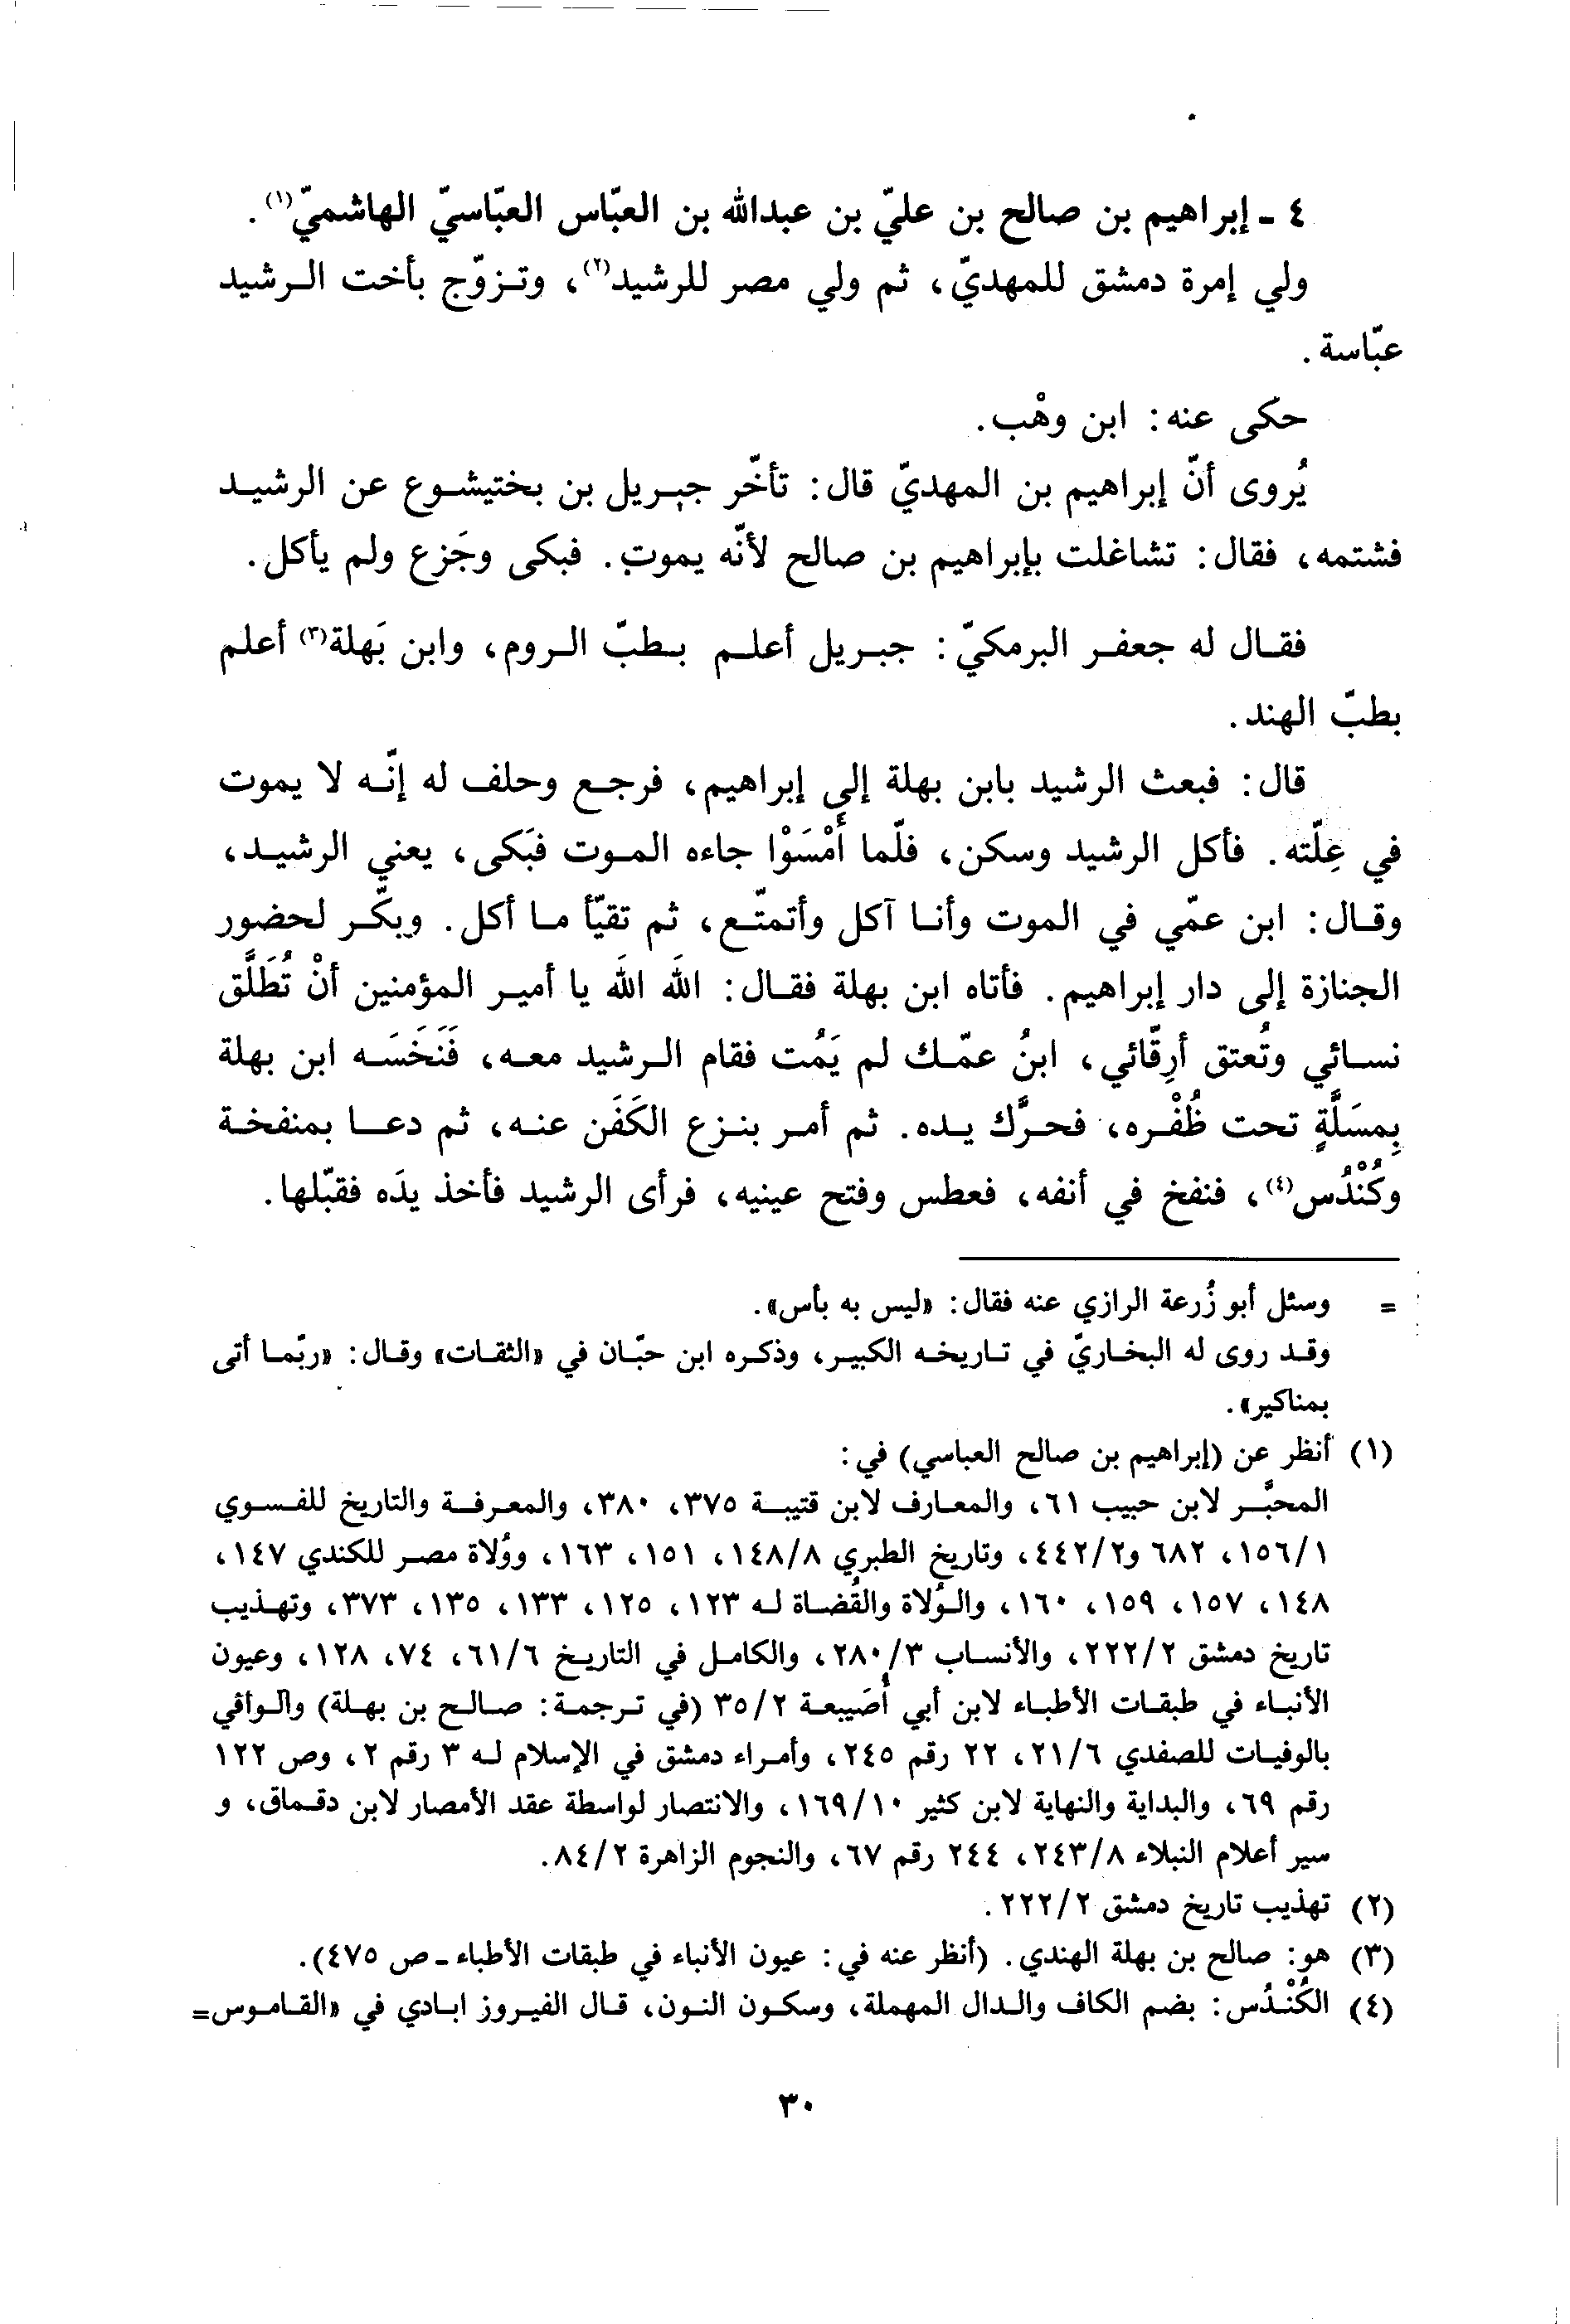 ٤ - إبراهيم بن صالح بن عليّ بن عبدالله بن العبّاس العبّاسيّ الهاشميّ(١).
ولي إمرة دمشق للمهديّ، ثم ولي مصر للرشيد(٢)، وتزوّج بأخت الرشيد
عبّاسة.
حكى عنه: ابن وهْب.
يُروى أنّ إبراهيم بن المهديّ قال: تأخّر جبريل بن بختيشوع عن الرشيد
فشتمه، فقال: تشاغلت بإبراهيم بن صالح لأنّه يموت. فبكى وجَزع ولم يأكل.
فقال له جعفر البرمكيّ: جبريل أعلم بطبّ الروم، وابن بَهلة(٣) أعلم
بطبّ الهند.
قال: فبعث الرشيد بابن بهلة إلى إبراهيم، فرجع وحلف له إنّه لا يموت
في عِلّته. فأكل الرشيد وسكن، فلّما أَمْسَوْا جاءه الموت فبَكى، يعني الرشيد،
وقال: ابن عمّي في الموت وأنا آكل وأتمتّع، ثم تقيّأ ما أكل. وبكّر لحضور
الجنازة إلى دار إبراهيم. فأتاه ابن بهلة فقال: اللهَ اللهَ يا أمير المؤمنين أنْ تُطَلَّق
نسائي وتُعتق أرِقّائي، ابنُ عمّك لم يَمُت فقام الرشيد معه، فَنَخَسَه ابن بهلة
بِمسَلَّةٍ تحت ظُفْره، فحرَّك يده. ثم أمر بنزع الكَفَن عنه، ثم دعا بمنفخة
وكُنْدُس(٤)، فنفخ في أنفه، فعطس وفتح عينيه، فرأى الرشيد فأخذ يدَه فقبّلها.
= وسئل أبو زُرعة الرازي عنه فقال: «ليس به بأس».
وقد روى له البخاريّ في تاريخه الكبير، وذكره ابن حبّان في «الثقات» وقال: «ربّما أتى
بمناكير».
(١) أنظر عن (إبراهيم بن صالح العباسي) في:
المحبَّر لابن حبيب ٦١، والمعارف لابن قتيبة ٣٧٥، ٣٨٠، والمعرفة والتاريخ للفسوي
١٥٦/١، ٦٨٢ و٤٤٢/٢، وتاريخ الطبري ١٤٨/٨، ١٥١، ١٦٣، ووُلاة مصر للكندي ١٤٧،
١٤٨، ١٥٧، ١٥٩، ١٦٠، والوُلاة والقُضاة له ١٢٣، ١٢٥، ١٣٣، ١٣٥، ٣٧٣، وتهذيب
تاريخ دمشق ٢٢٢/٢، والأنساب ٢٨٠/٣، والكامل في التاريخ ٦١/٦، ٧٤، ١٢٨، وعيون
الأنباء في طبقات الأطباء لابن أبي أُصَيبعة ٣٥/٢ (في ترجمة: صالح بن بهلة) والوافي
بالوفيات للصفدي ٢١/٦، ٢٢ رقم ٢٤٥، وأمراء دمشق في الإسلام له ٣ رقم ٢، وص ١٢٢
رقم ٦٩، والبداية والنهاية لابن كثير ١٦٩/١٠، والانتصار لواسطة عقد الأمصار لابن دقماق، و
سير أعلام النبلاء ٢٤٣/٨، ٢٤٤ رقم ٦٧، والنجوم الزاهرة ٨٤/٢.
(٢) تهذيب تاريخ دمشق ٢٢٢/٢.
(٣) هو: صالح بن بهلة الهندي. (أنظر عنه في: عيون الأنباء في طبقات الأطباء - ص ٤٧٥).
(٤) الكُنْدُس: بضم الكاف والدال المهملة، وسكون النون، قال الفيروز ابادي في «القاموس=
٣٠